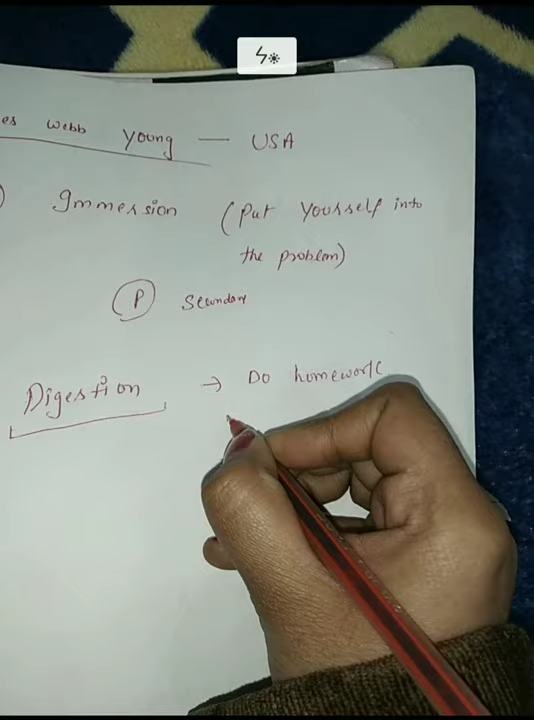 es Webb Young — USA
) Immersion (Put yourself into
the problem)
P Secondary
Digestion → Do homework